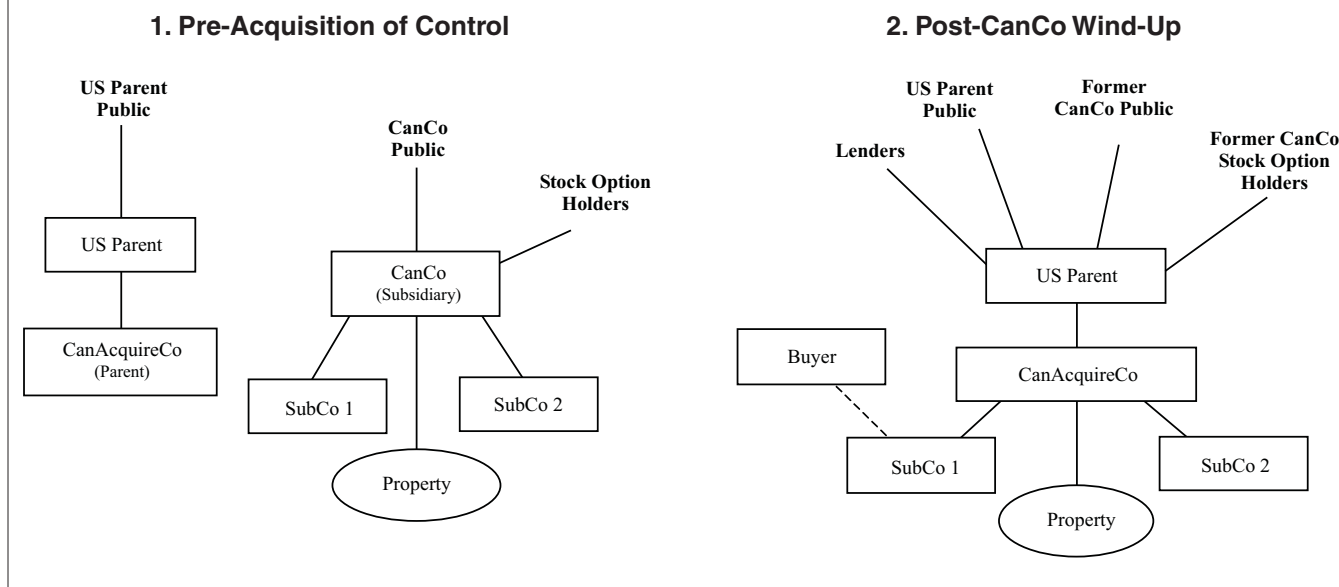 1. Pre-Acquisition of Control
US Parent
Public
CanCo
Public
Stock Option
Holders
US Parent
CanCo
(Subsidiary)
CanAcquireCo
(Parent)
SubCo 1
SubCo 2
Property
2. Post-CanCo Wind-Up
Lenders
US Parent
Public
Former
CanCo Public
Former CanCo
Stock Option
Holders
US Parent
Buyer
CanAcquireCo
SubCo 1
SubCo 2
Property